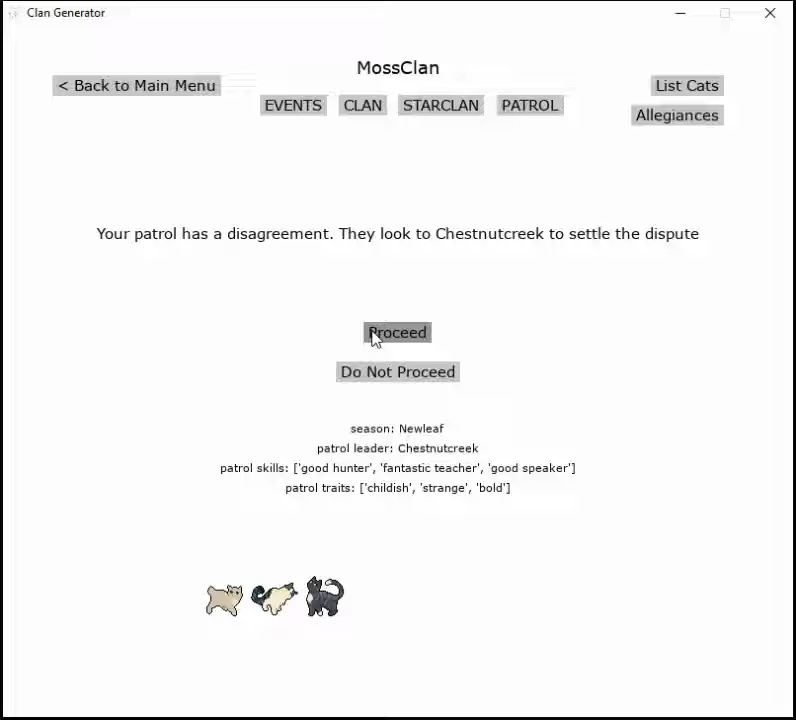 Clan Generator
MossClan
< Back to Main Menu
List Cats
EVENTS CLAN STARCLAN PATROL
Allegiances
Your patrol has a disagreement. They look to Chestnutcreek to settle the dispute
Proceed
Do Not Proceed
season: Newleaf
patrol leader: Chestnutcreek
patrol skills: ['good hunter', 'fantastic teacher', 'good speaker']
patrol traits: ['childish', 'strange', 'bold']